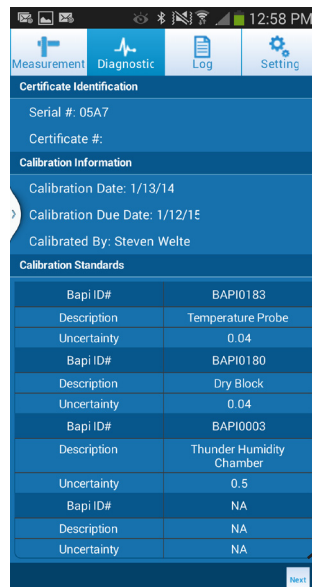 12:58 PM
Measurement Diagnostic Log Setting
Certificate Identification
Serial #: 05A7
Certificate #:
Calibration Information
Calibration Date: 1/13/14
Calibration Due Date: 1/12/15
Calibrated By: Steven Welte
Calibration Standards
Bapi ID# BAPI0183
Description Temperature Probe
Uncertainty 0.04
Bapi ID# BAPI0180
Description Dry Block
Uncertainty 0.04
Bapi ID# BAPI0003
Description Thunder Humidity
Chamber
Uncertainty 0.5
Bapi ID# NA
Description NA
Uncertainty NA
Next